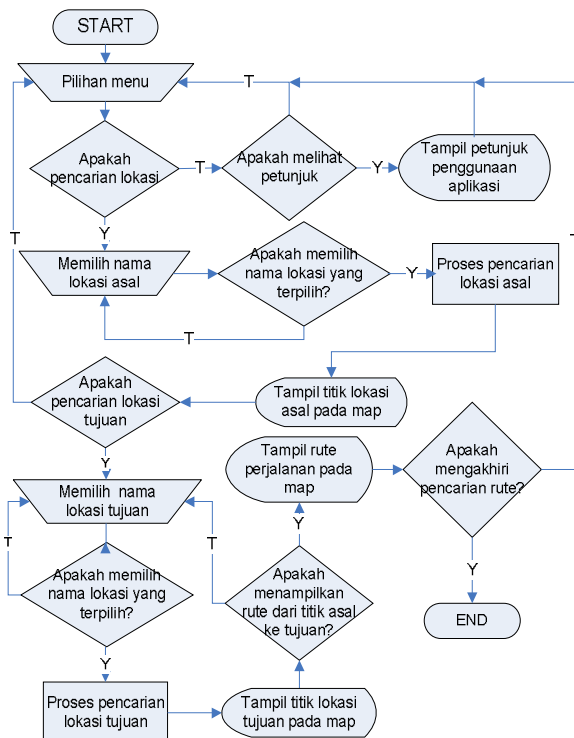 START
Pilihan menu
T
Apakah
pencarian lokasi
T
Apakah melihat
petunjuk
Y
Tampil petunjuk
penggunaan
aplikasi
Y
T
Memilih nama
lokasi asal
Apakah memilih
nama lokasi yang
terpilih?
Y
Proses pencarian
lokasi asal
T
Apakah
pencarian lokasi
tujuan
Tampil titik lokasi
asal pada map
Y
Memilih nama
lokasi tujuan
Tampil rute
perjalanan pada
map
Apakah
mengakhiri
pencarian rute?
Y
T
T
Apakah memilih
nama lokasi yang
terpilih?
Apakah
menampilkan
rute dari titik asal
ke tujuan?
Y
END
Y
Proses pencarian
lokasi tujuan
Tampil titik lokasi
tujuan pada map